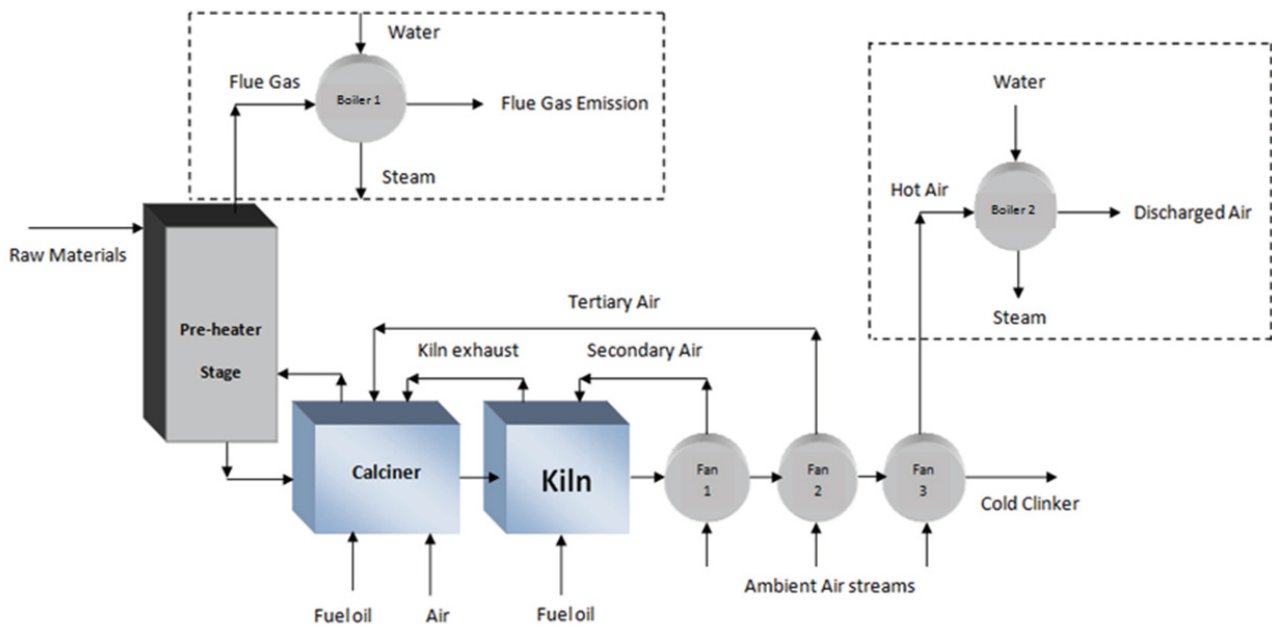 Water
Flue Gas
Boiler 1
Flue Gas Emission
Steam
Water
Hot Air
Boiler 2
Discharged Air
Steam
Raw Materials
Pre-heater
Stage
Tertiary Air
Kiln exhaust
Secondary Air
Calciner
Kiln
Fan
1
Fan
2
Fan
3
Cold Clinker
Ambient Air streams
Fuel oil
Air
Fuel oil